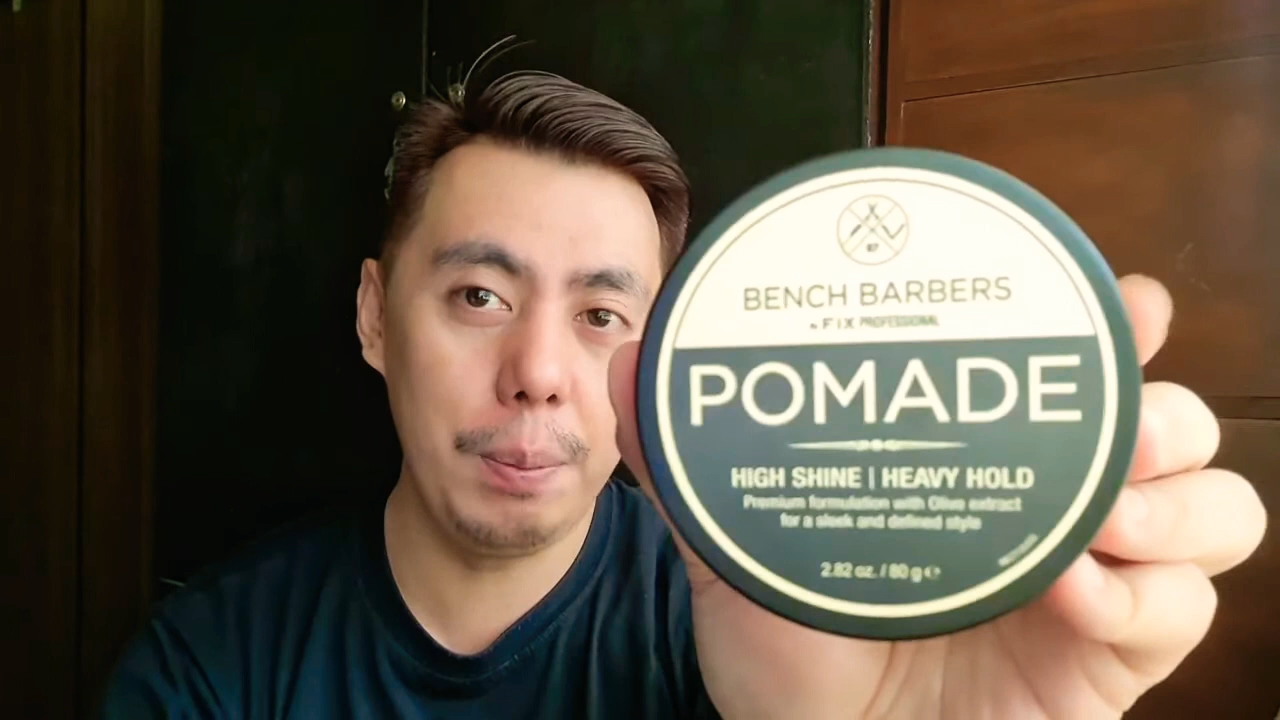 87
BENCH BARBERS
by FIX PROFESSIONAL
POMADE
HIGH SHINE | HEAVY HOLD
Premium formulation with Olive extract
for a sleek and defined style
2.82 oz. / 80 g e